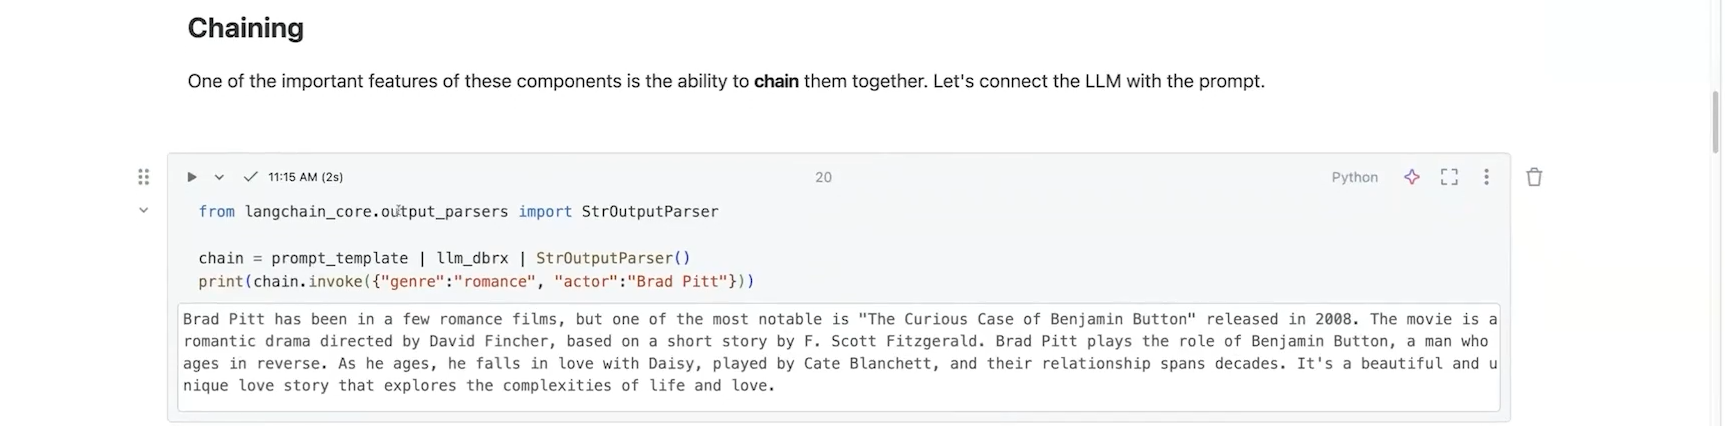 Chaining
One of the important features of these components is the ability to chain them together. Let's connect the LLM with the prompt.
11:15 AM (2s)
20
Python
from langchain_core.output_parsers import StrOutputParser
chain = prompt_template | llm_dbrx | StrOutputParser()
print(chain.invoke({"genre":"romance", "actor":"Brad Pitt"}))
Brad Pitt has been in a few romance films, but one of the most notable is "The Curious Case of Benjamin Button" released in 2008. The movie is a
romantic drama directed by David Fincher, based on a short story by F. Scott Fitzgerald. Brad Pitt plays the role of Benjamin Button, a man who
ages in reverse. As he ages, he falls in love with Daisy, played by Cate Blanchett, and their relationship spans decades. It's a beautiful and u
nique love story that explores the complexities of life and love.